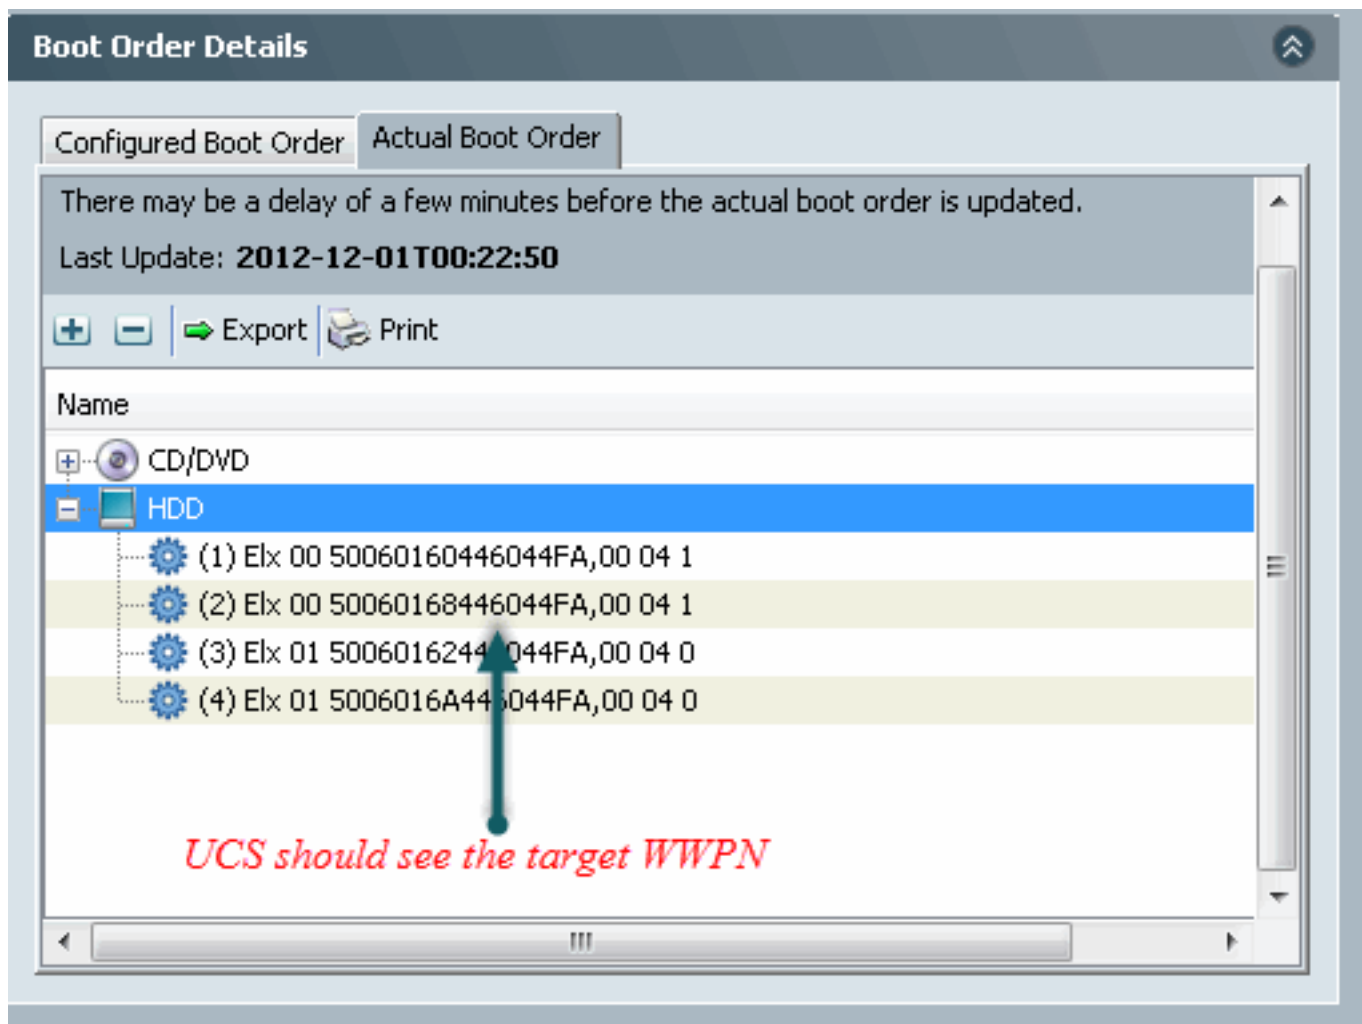 Boot Order Details
Configured Boot Order Actual Boot Order
There may be a delay of a few minutes before the actual boot order is updated.
Last Update: 2012-12-01T00:22:50
Export Print
Name
CD/DVD
HDD
(1) Elx 00 50060160446044FA,00 04 1
(2) Elx 00 50060168446044FA,00 04 1
(3) Elx 01 50060162446044FA,00 04 0
(4) Elx 01 5006016A446044FA,00 04 0
UCS should see the target WWPN